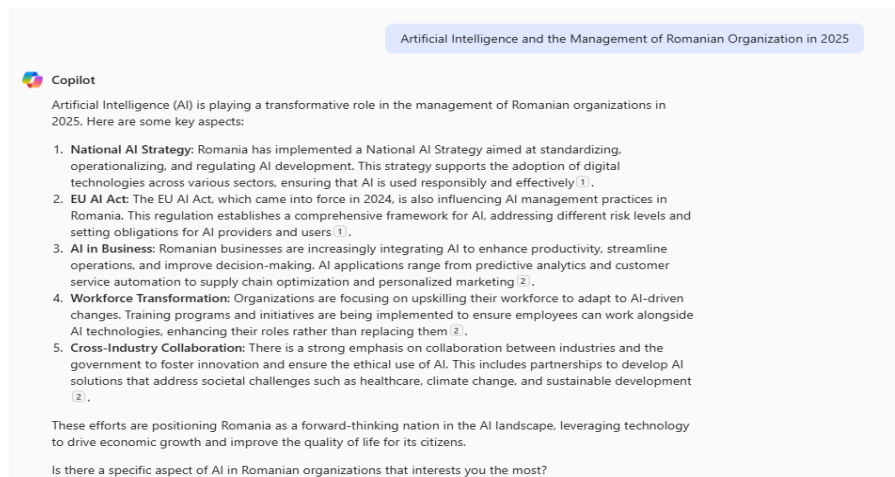 Artificial Intelligence and the Management of Romanian Organization in 2025
Copilot
Artificial Intelligence (AI) is playing a transformative role in the management of Romanian organizations in
2025. Here are some key aspects:
1. National AI Strategy: Romania has implemented a National AI Strategy aimed at standardizing,
operationalizing, and regulating AI development. This strategy supports the adoption of digital
technologies across various sectors, ensuring that AI is used responsibly and effectively 1 .
2. EU AI Act: The EU AI Act, which came into force in 2024, is also influencing AI management practices in
Romania. This regulation establishes a comprehensive framework for AI, addressing different risk levels and
setting obligations for AI providers and users 1 .
3. AI in Business: Romanian businesses are increasingly integrating AI to enhance productivity, streamline
operations, and improve decision-making. AI applications range from predictive analytics and customer
service automation to supply chain optimization and personalized marketing 2 .
4. Workforce Transformation: Organizations are focusing on upskilling their workforce to adapt to AI-driven
changes. Training programs and initiatives are being implemented to ensure employees can work alongside
AI technologies, enhancing their roles rather than replacing them 2 .
5. Cross-Industry Collaboration: There is a strong emphasis on collaboration between industries and the
government to foster innovation and ensure the ethical use of AI. This includes partnerships to develop AI
solutions that address societal challenges such as healthcare, climate change, and sustainable development
2 .
These efforts are positioning Romania as a forward-thinking nation in the AI landscape, leveraging technology
to drive economic growth and improve the quality of life for its citizens.
Is there a specific aspect of AI in Romanian organizations that interests you the most?